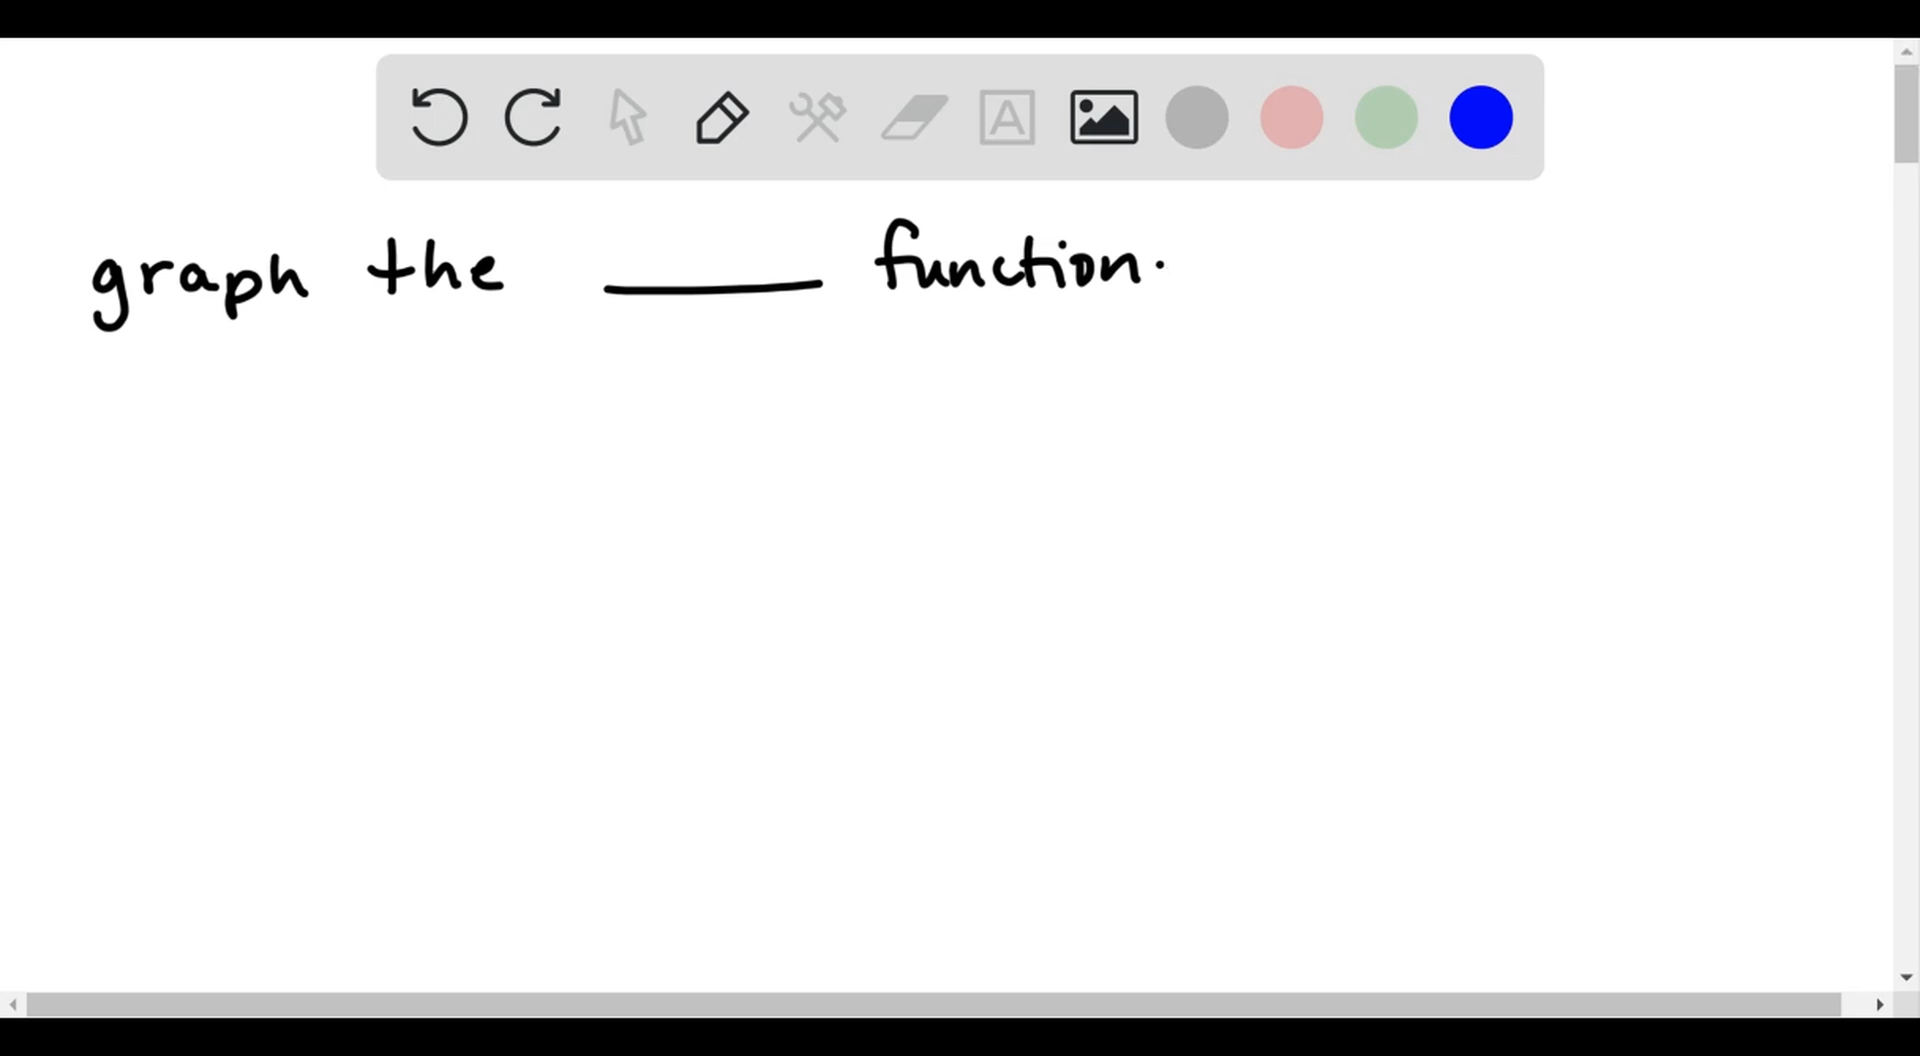 A
graph the ______ function.